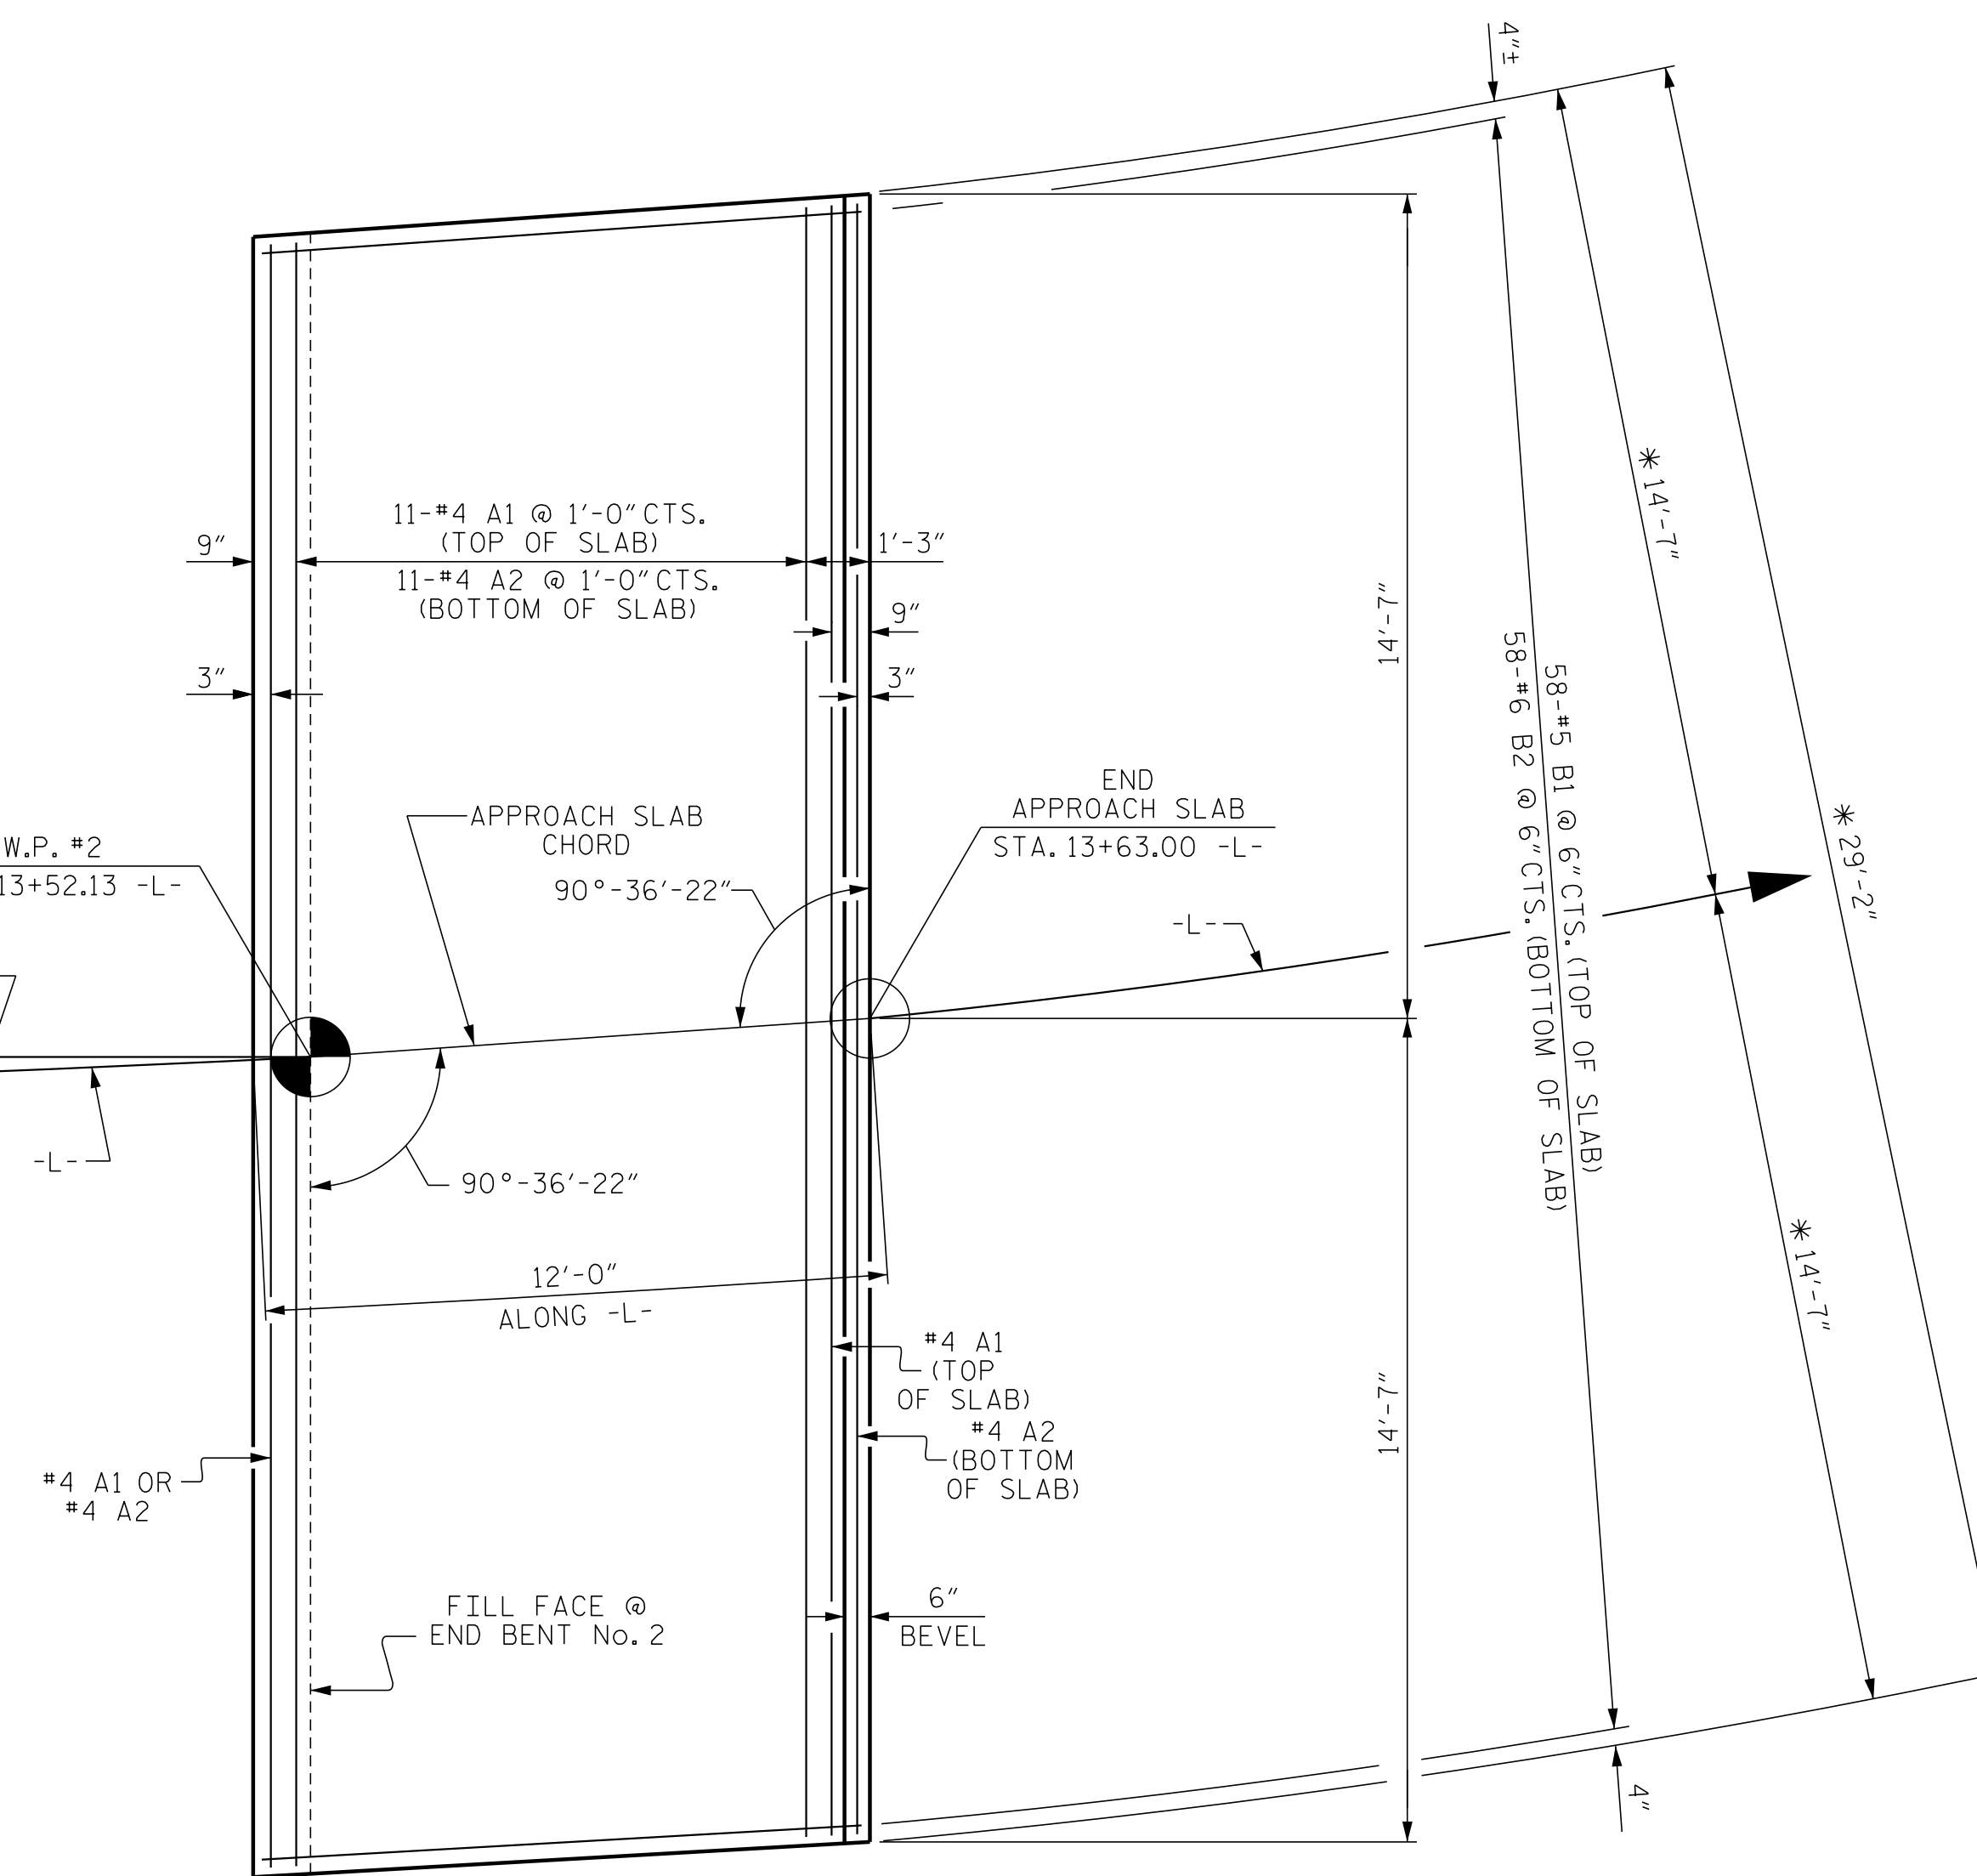 4"±
11-#4 A1 @ 1'-0"CTS.
(TOP OF SLAB)
11-#4 A2 @ 1'-0"CTS.
(BOTTOM OF SLAB)
9"
1'-3"
9"
3"
3"
14'-7"
*14'-7"
58-#5 B1 @ 6"CTS.(TOP OF SLAB)
58-#6 B2 @ 6"CTS.(BOTTOM OF SLAB)
*29'-2"
W.P. #2
13+52.13 -L-
APPROACH SLAB
CHORD
90°-36'-22"
END
APPROACH SLAB
STA. 13+63.00 -L-
-L-
-L-
90°-36'-22"
12'-0"
ALONG -L-
*14'-7"
14'-7"
#4 A1
(TOP
OF SLAB)
#4 A2
(BOTTOM
OF SLAB)
#4 A1 OR
#4 A2
FILL FACE @
END BENT No. 2
6"
BEVEL
4"